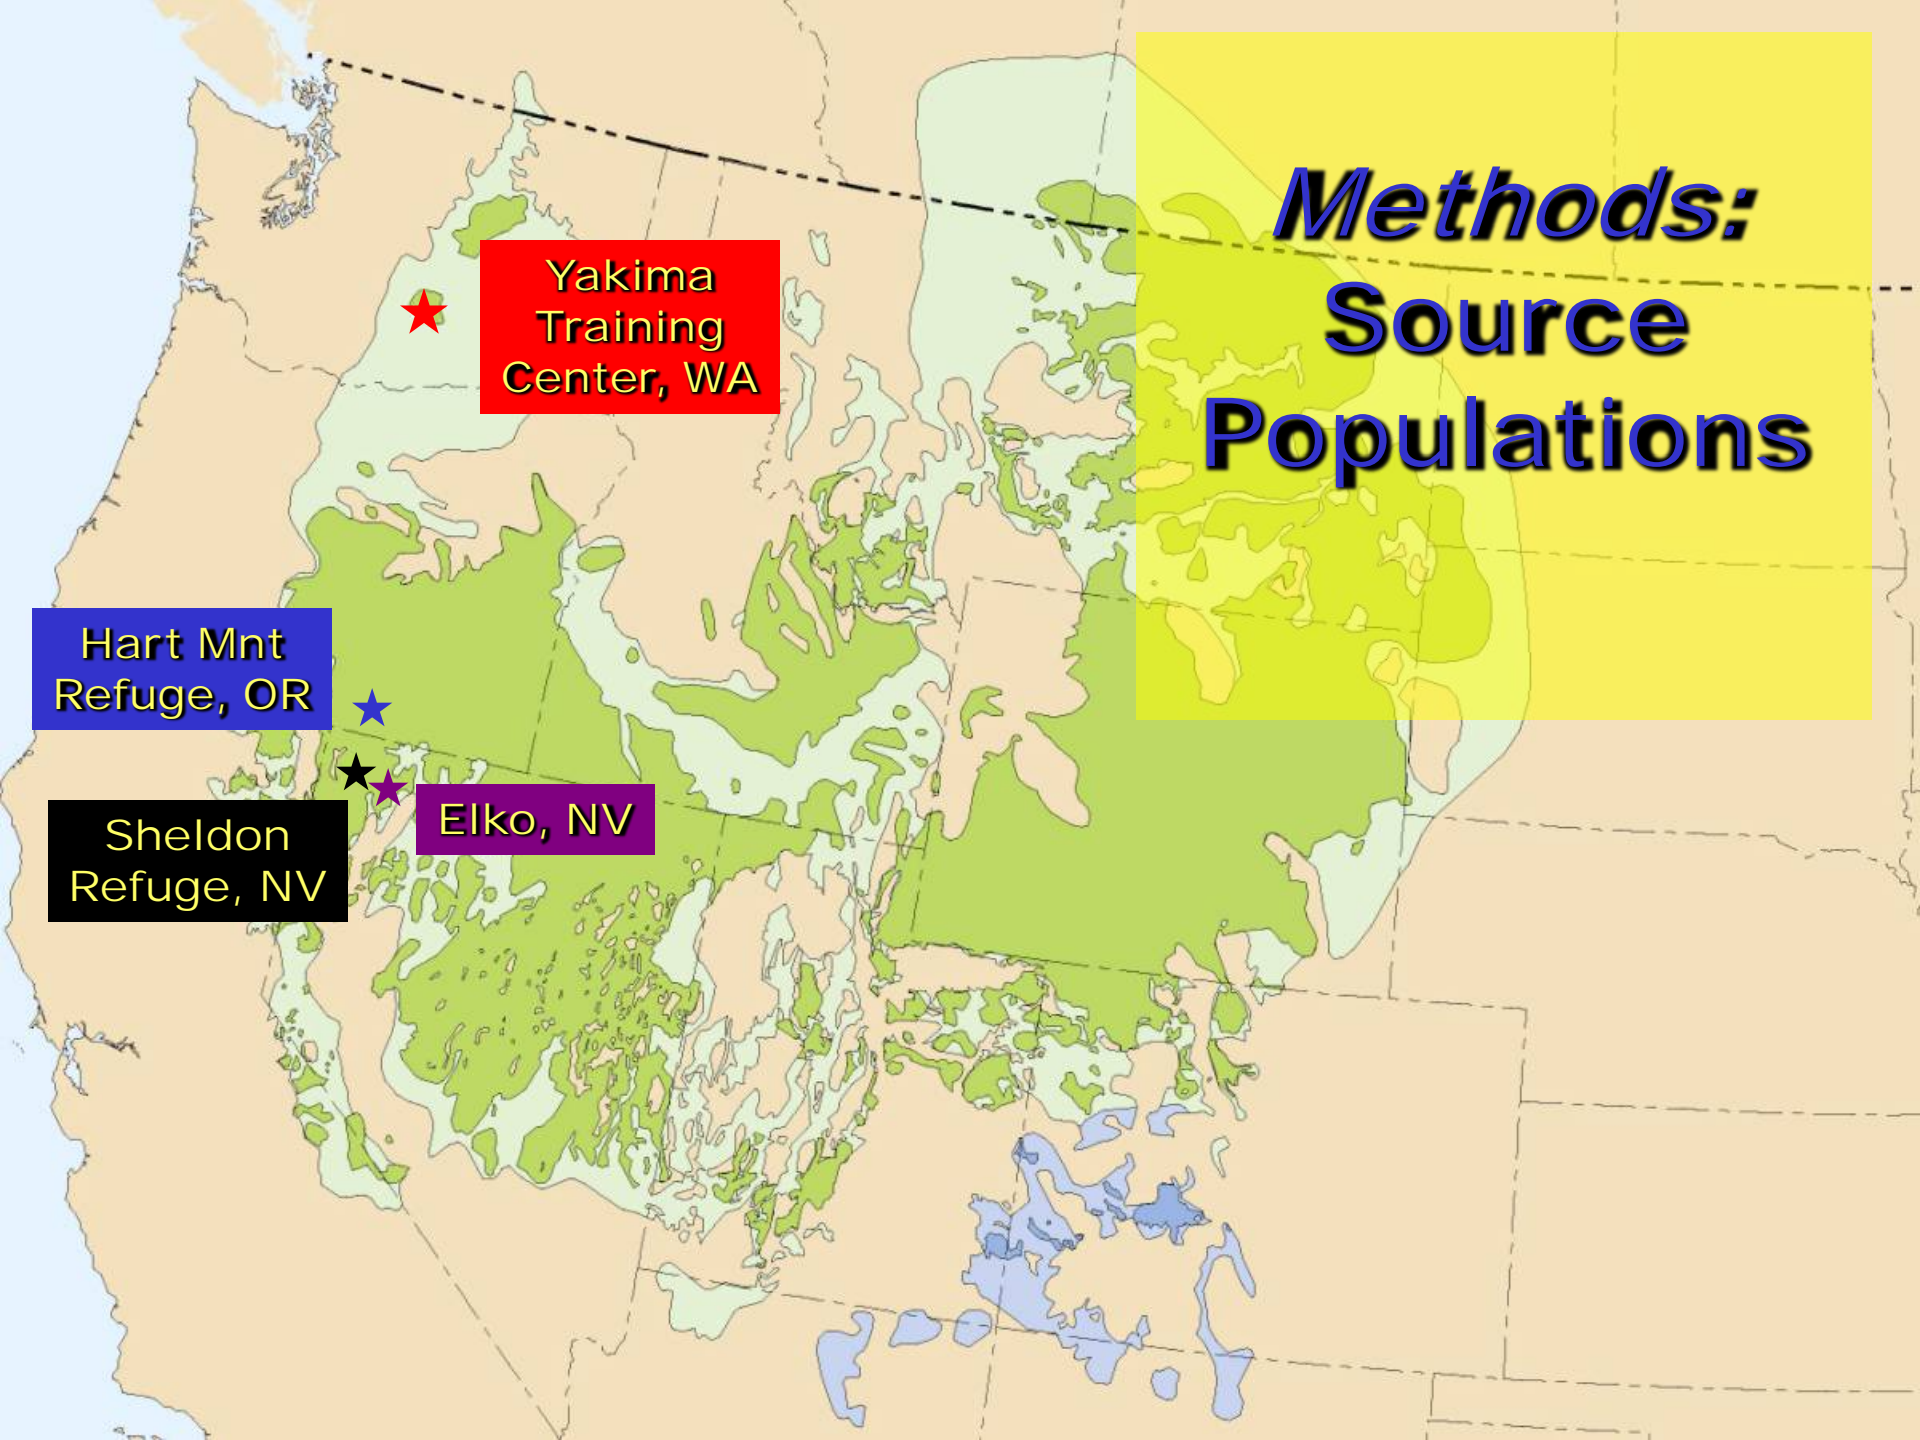 Methods:
Source
Populations
Yakima
Training
Center, WA
Hart Mnt
Refuge, OR
Elko, NV
Sheldon
Refuge, NV